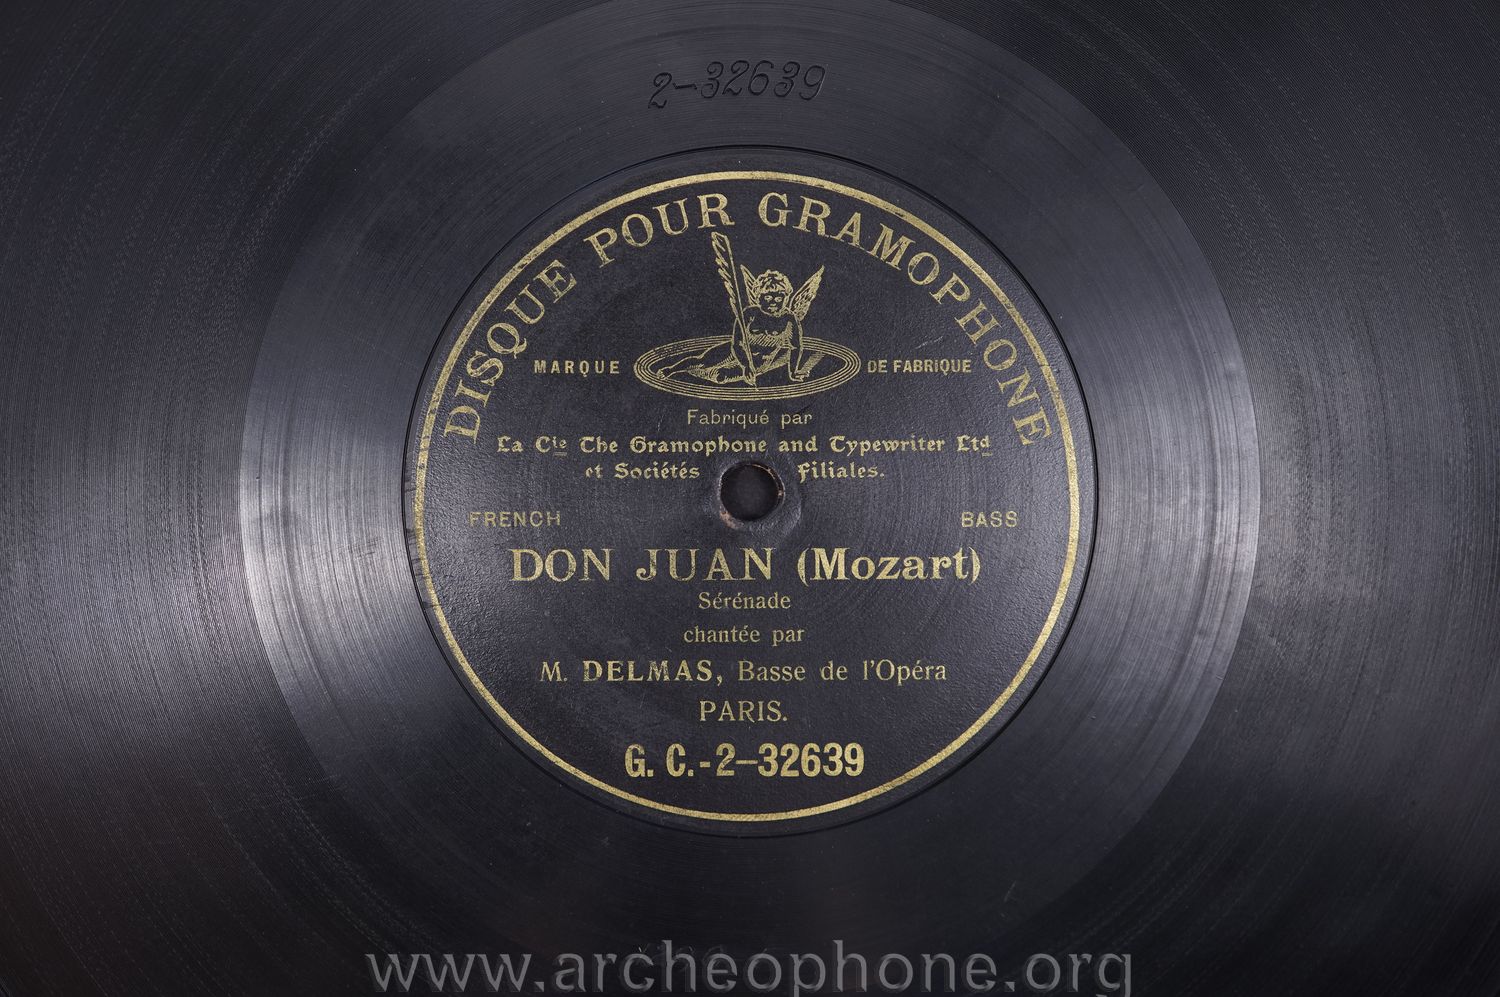 2-32639
DISQUE POUR GRAMOPHONE
MARQUE DE FABRIQUE
Fabriqué par
La Cie The Gramophone and Typewriter Ltd
et Sociétés Filiales.
FRENCH BASS
DON JUAN (Mozart)
Sérénade
chantée par
M. DELMAS, Basse de l'Opéra
PARIS.
G. C.-2-32639
www.archeophone.org